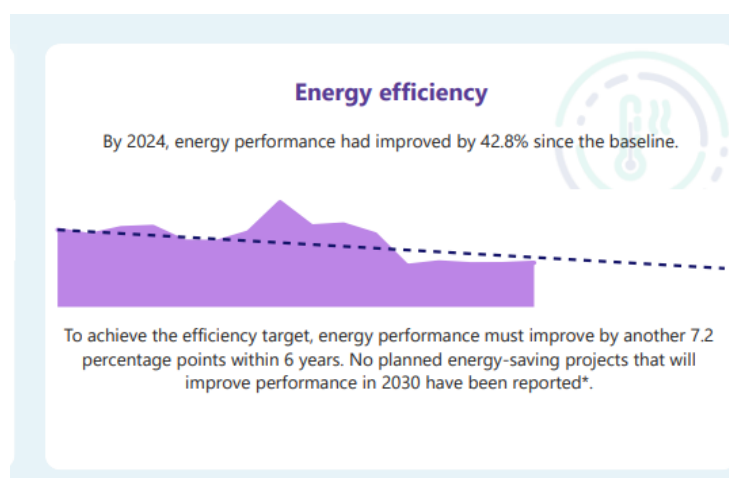 Energy efficiency
By 2024, energy performance had improved by 42.8% since the baseline.
To achieve the efficiency target, energy performance must improve by another 7.2
percentage points within 6 years. No planned energy-saving projects that will
improve performance in 2030 have been reported*.